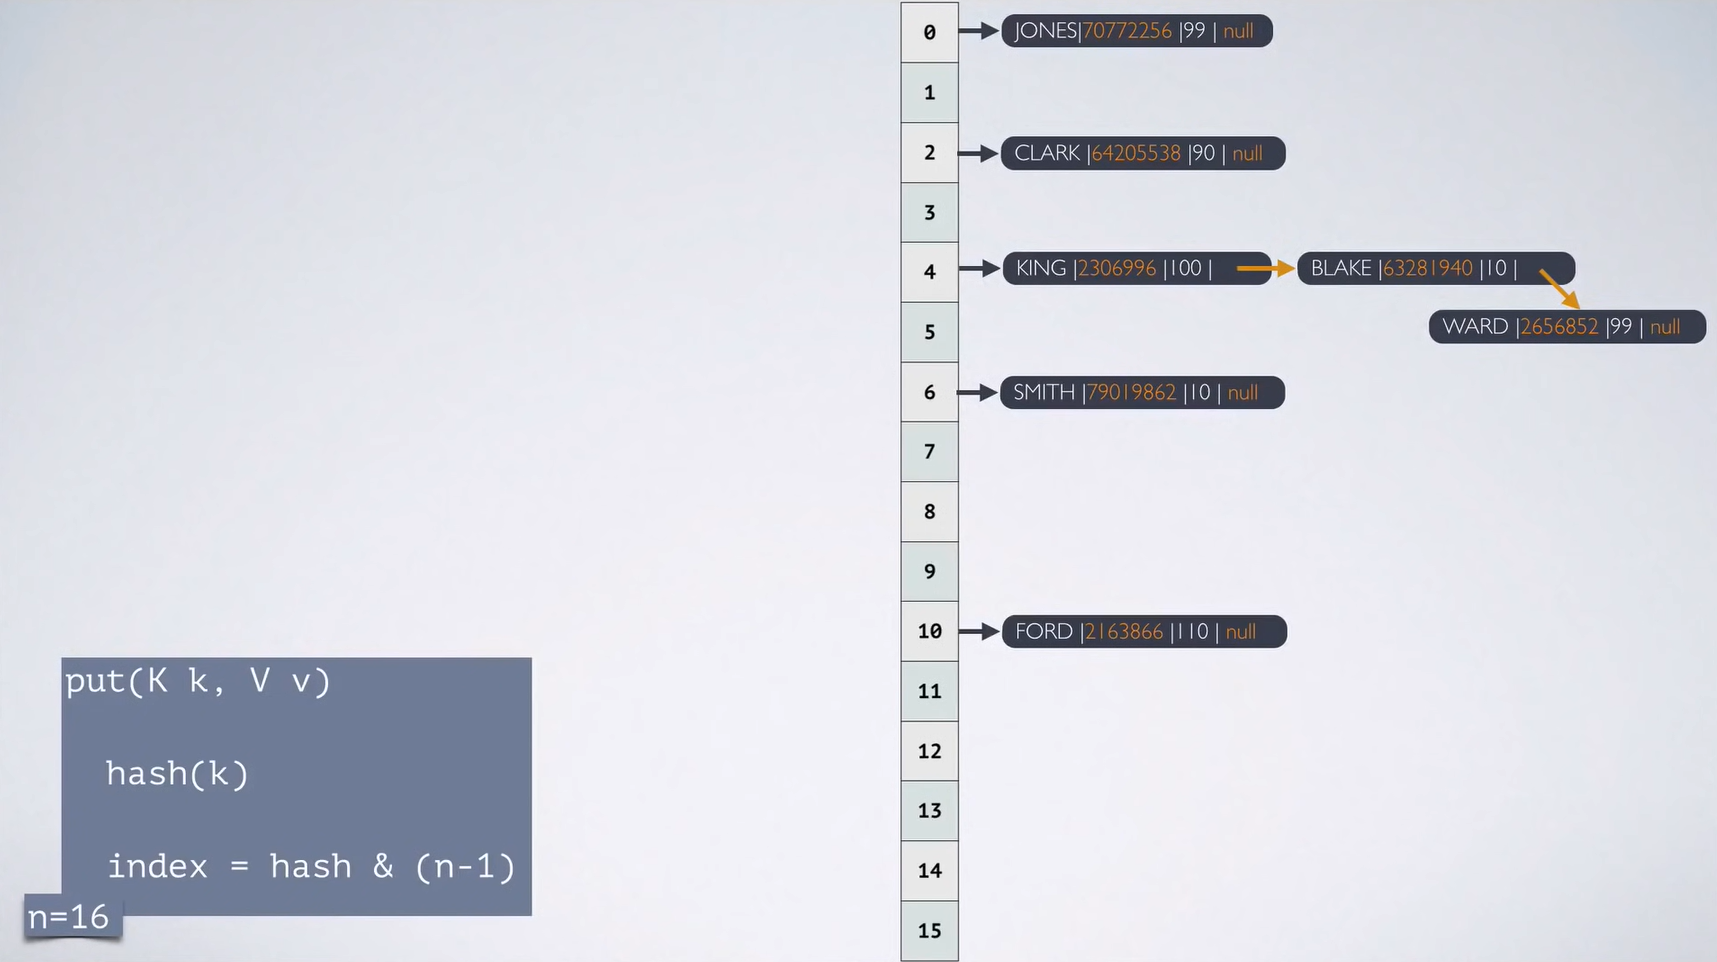 0
JONES|70772256 |99 | null
1
2
CLARK |64205538 |90 | null
3
4
KING |2306996 |100 |
BLAKE |63281940 |10 |
5
WARD |2656852 |99 | null
6
SMITH |79019862 |10 | null
7
8
9
10
FORD |2163866 |110 | null
11
12
13
14
15
put(K k, V v)
hash(k)
index = hash & (n-1)
n=16